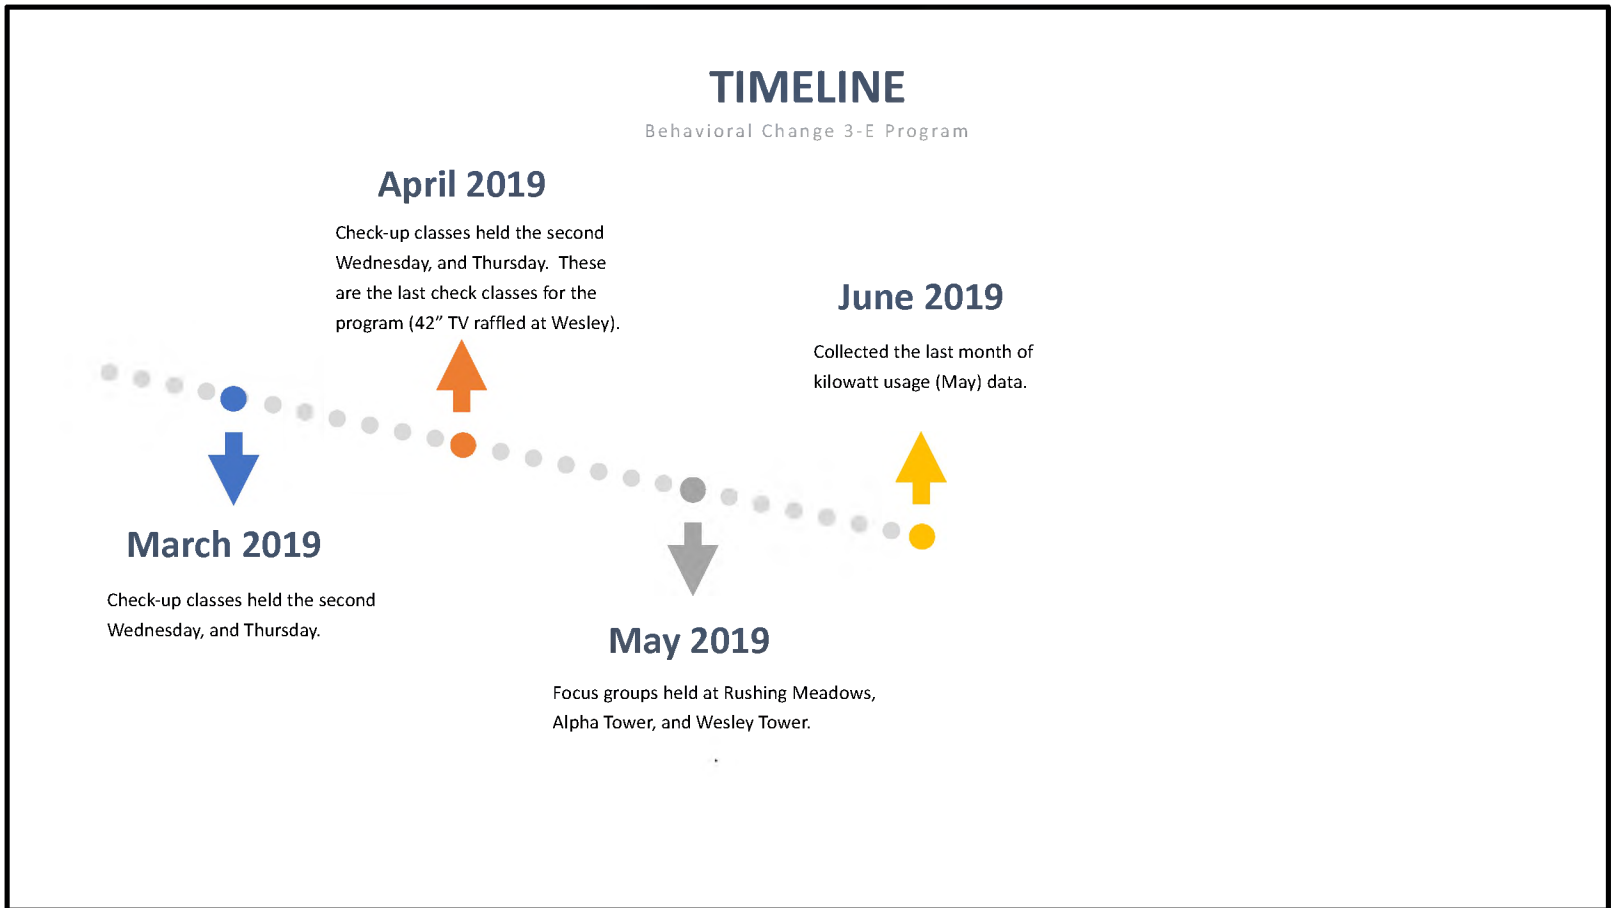 TIMELINE
Behavioral Change 3-E Program
April 2019
Check-up classes held the second
Wednesday, and Thursday.  These
are the last check classes for the
program (42” TV raffled at Wesley).
June 2019
Collected the last month of
kilowatt usage (May) data.
March 2019
Check-up classes held the second
Wednesday, and Thursday.
May 2019
Focus groups held at Rushing Meadows,
Alpha Tower, and Wesley Tower.